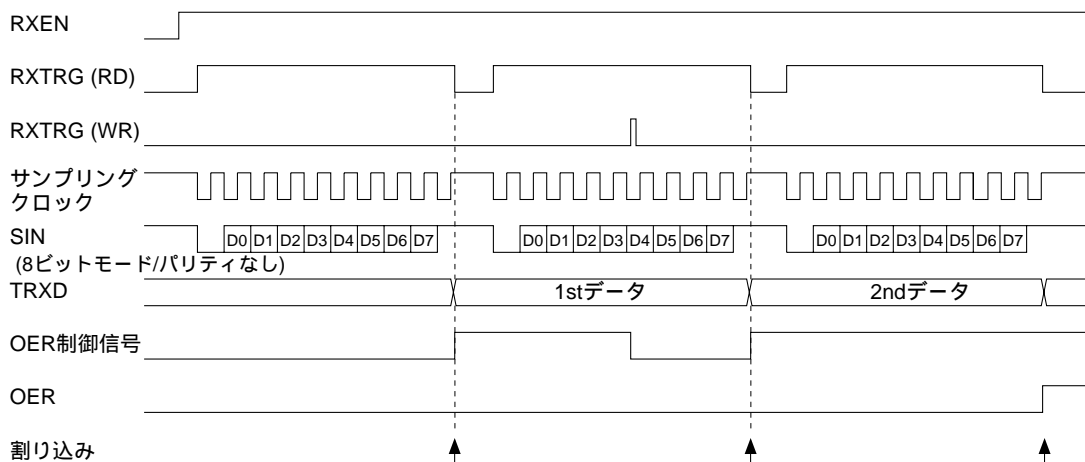 RXEN
RXTRG (RD)
RXTRG (WR)
サンプリング
クロック
SIN
D0 D1 D2 D3 D4 D5 D6 D7 D0 D1 D2 D3 D4 D5 D6 D7 D0 D1 D2 D3 D4 D5 D6 D7
(8ビットモード/パリティなし)
TRXD 1stデータ 2ndデータ
OER制御信号
OER
割り込み